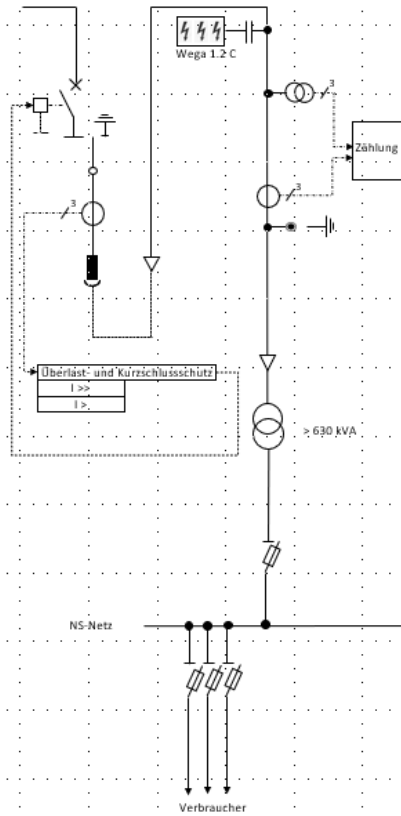 Wega 1.2 C
3
Zählung
3
3
Überlast- und Kurzschlussschutz
I >>
I >
> 630 kVA
NS-Netz
Verbraucher